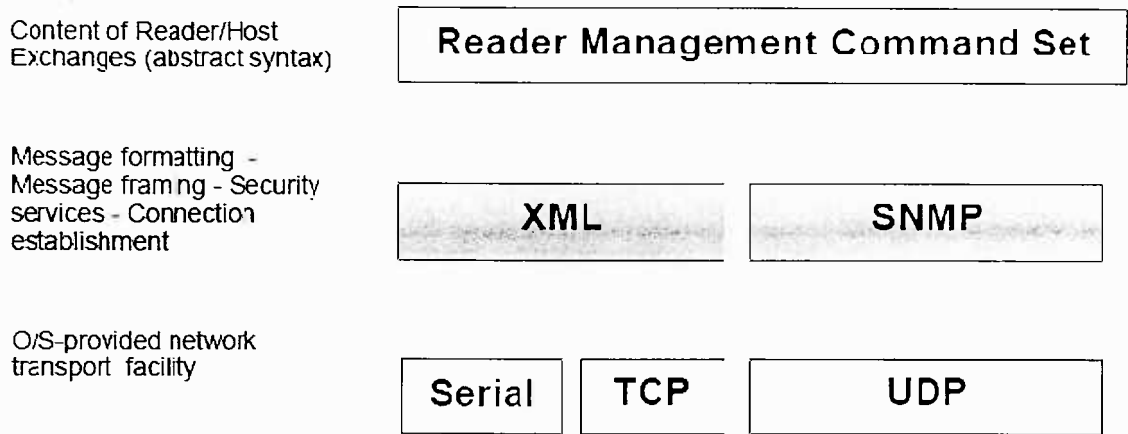 Content of Reader/Host
Exchanges (abstract syntax)
Reader Management Command Set
Message formatting -
Message framing - Security
services - Connection
establishment
XML
SNMP
O/S-provided network
transport facility
Serial
TCP
UDP